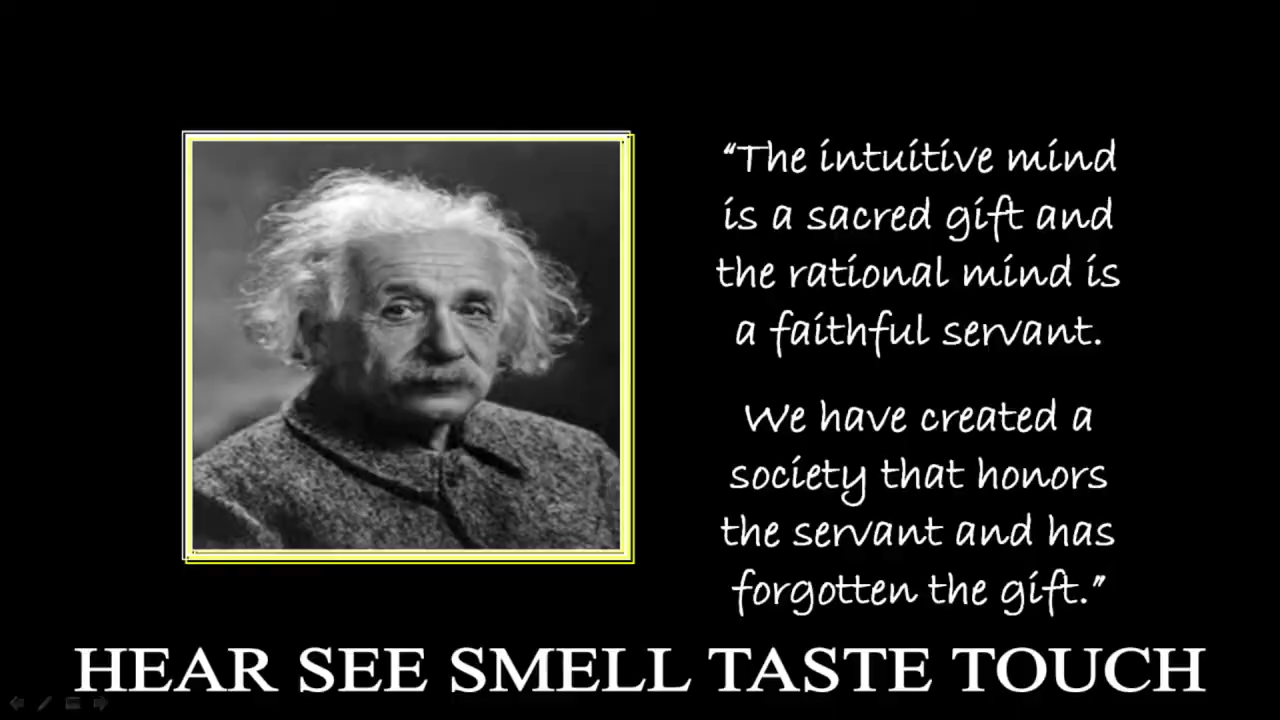 “The intuitive mind
is a sacred gift and
the rational mind is
a faithful servant.
We have created a
society that honors
the servant and has
forgotten the gift.”
HEAR SEE SMELL TASTE TOUCH